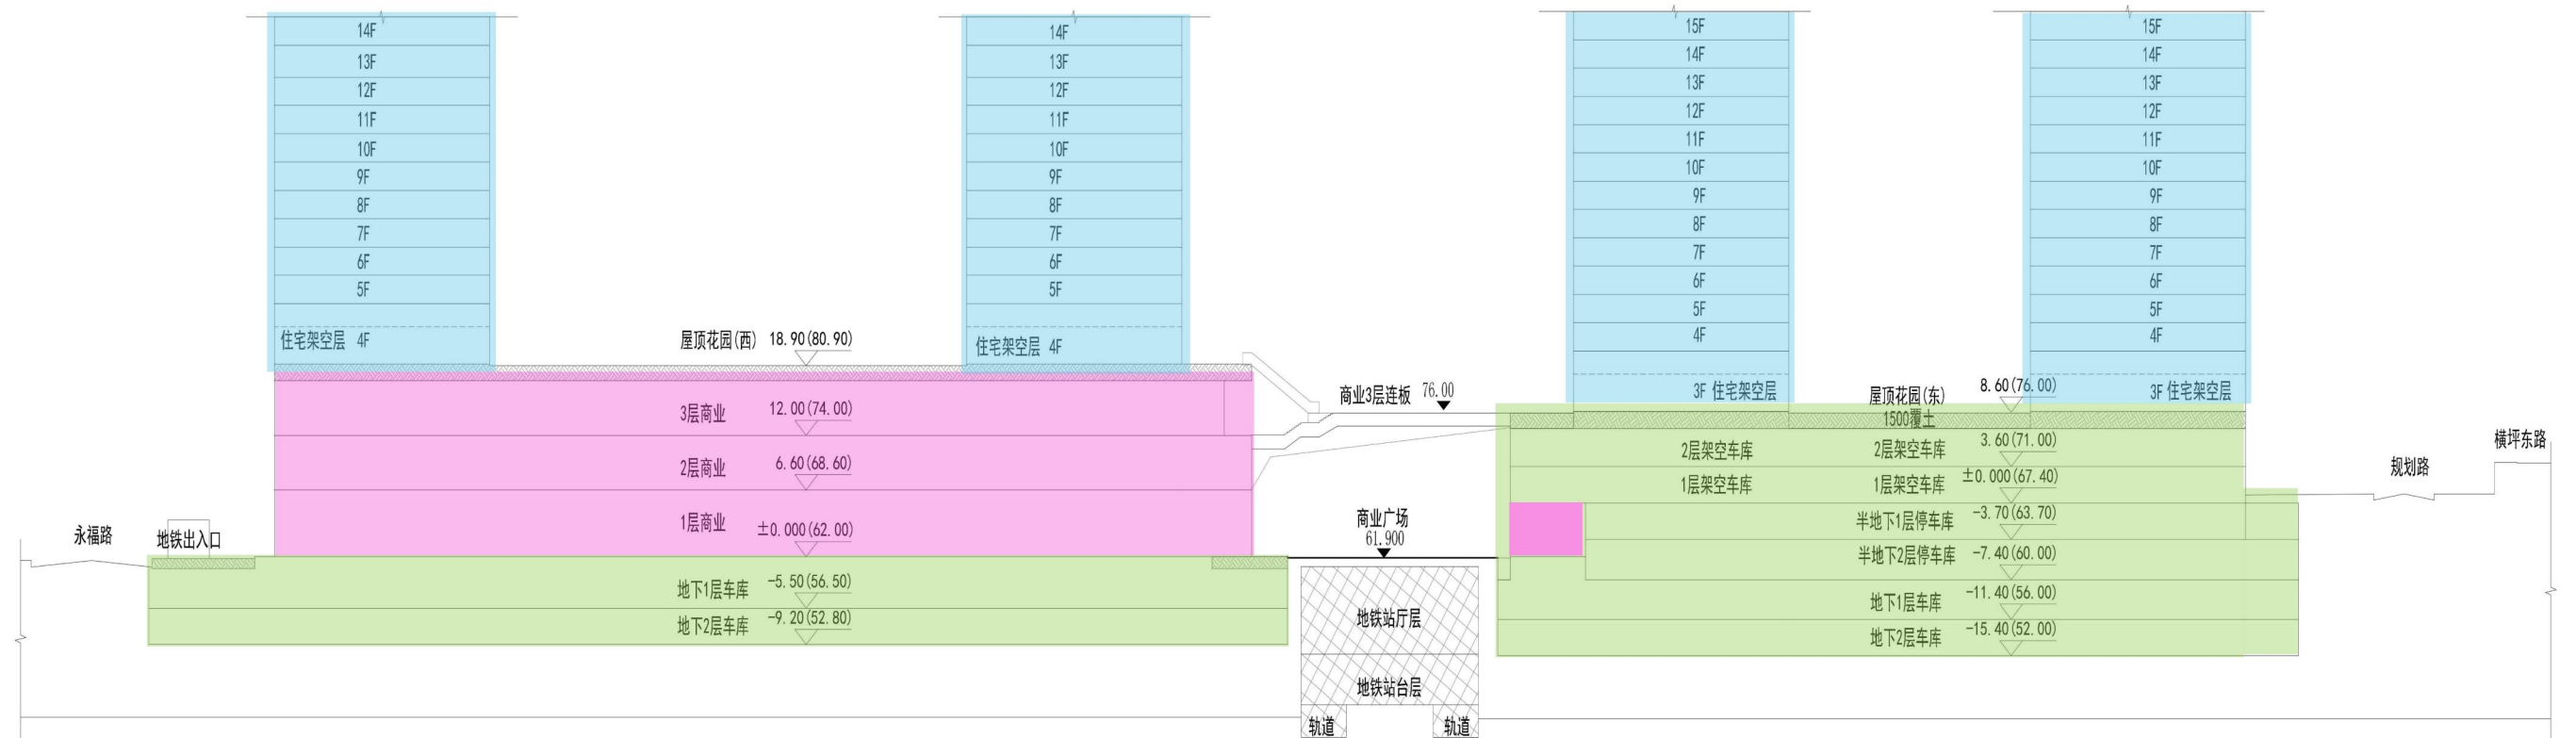 14F
13F
12F
11F
10F
9F
8F
7F
6F
5F
住宅架空层 4F
14F
13F
12F
11F
10F
9F
8F
7F
6F
5F
住宅架空层 4F
15F
14F
13F
12F
11F
10F
9F
8F
7F
6F
5F
4F
3F 住宅架空层
15F
14F
13F
12F
11F
10F
9F
8F
7F
6F
5F
4F
3F 住宅架空层
屋顶花园(西) 18.90(80.90)
3层商业 12.00(74.00)
2层商业 6.60(68.60)
1层商业 ±0.000(62.00)
永福路
地铁出入口
地下1层车库 -5.50(56.50)
地下2层车库 -9.20(52.80)
商业3层连板 76.00
商业广场
61.900
地铁站厅层
地铁站台层
轨道
轨道
屋顶花园(东) 8.60(76.00)
1500覆土
2层架空车库 2层架空车库 3.60(71.00)
1层架空车库 1层架空车库 ±0.000(67.40)
半地下1层停车库 -3.70(63.70)
半地下2层停车库 -7.40(60.00)
地下1层车库 -11.40(56.00)
地下2层车库 -15.40(52.00)
规划路
横坪东路